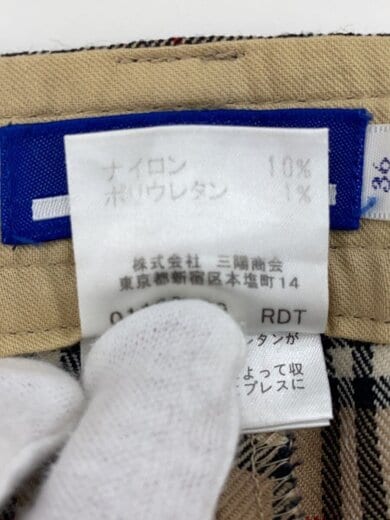 ナイロン 10%
ポリウレタン 1%
36
株式会社 三陽商会
東京都新宿区本塩町14
RDT
レタンが
よって収
プレスに